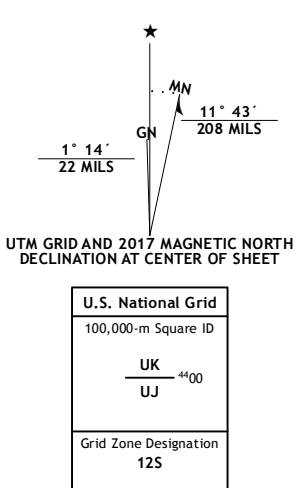 ★
MN
GN
11° 43´
208 MILS
1° 14´
22 MILS
UTM GRID AND 2017 MAGNETIC NORTH
DECLINATION AT CENTER OF SHEET
U.S. National Grid
100,000-m Square ID
UK
4400
UJ
Grid Zone Designation
12S